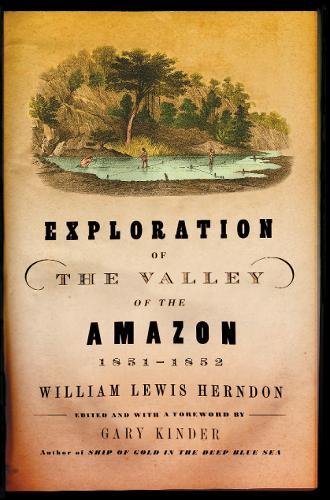 EXPLORATION
OF
THE VALLEY
OF THE
AMAZON
1851–1852
WILLIAM LEWIS HERNDON
EDITED AND WITH A FOREWORD BY
GARY KINDER
Author of SHIP OF GOLD IN THE DEEP BLUE SEA